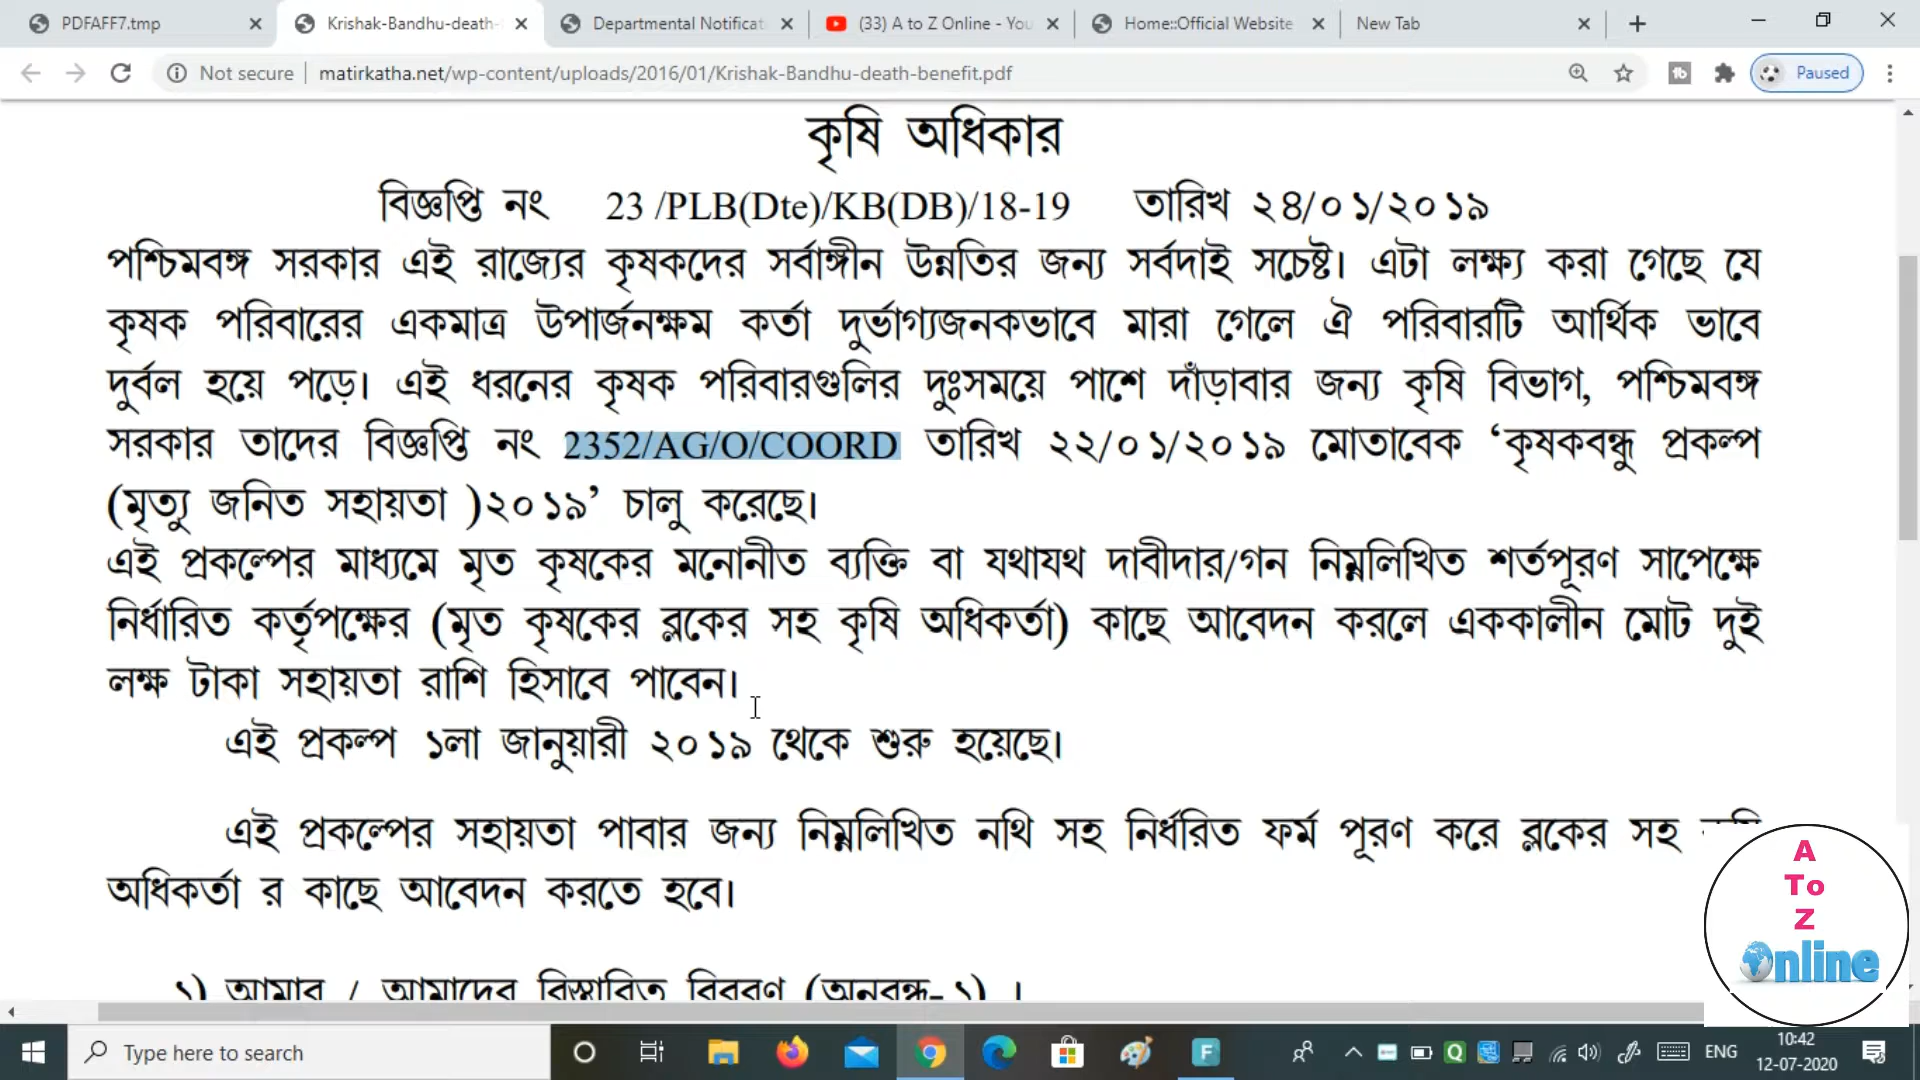 PDFAFF7.tmp
Krishak-Bandhu-death-
Departmental Notificat
(33) A to Z Online - You
Home::Official Website
New Tab
Not secure
matirkatha.net/wp-content/uploads/2016/01/Krishak-Bandhu-death-benefit.pdf
Paused
কৃষি অধিকার
বিজ্ঞপ্তি নং 23 /PLB(Dte)/KB(DB)/18-19 তারিখ ২৪/০১/২০১৯
পশ্চিমবঙ্গ সরকার এই রাজ্যের কৃষকদের সর্বাঙ্গীন উন্নতির জন্য সর্বদাই সচেষ্ট। এটা লক্ষ্য করা গেছে যে
কৃষক পরিবারের একমাত্র উপার্জনক্ষম কর্তা দুর্ভাগ্যজনকভাবে মারা গেলে ঐ পরিবারটি আর্থিক ভাবে
দুর্বল হয়ে পড়ে। এই ধরনের কৃষক পরিবারগুলির দুঃসময়ে পাশে দাঁড়াবার জন্য কৃষি বিভাগ, পশ্চিমবঙ্গ
সরকার তাদের বিজ্ঞপ্তি নং 2352/AG/O/COORD তারিখ ২২/০১/২০১৯ মোতাবেক ‘কৃষকবন্ধু প্রকল্প
(মৃত্যু জনিত সহায়তা )২০১৯’ চালু করেছে।
এই প্রকল্পের মাধ্যমে মৃত কৃষকের মনোনীত ব্যক্তি বা যথাযথ দাবীদার/গন নিম্নলিখিত শর্তপূরণ সাপেক্ষে
নির্ধারিত কর্তৃপক্ষের (মৃত কৃষকের ব্লকের সহ কৃষি অধিকর্তা) কাছে আবেদন করলে এককালীন মোট দুই
লক্ষ টাকা সহায়তা রাশি হিসাবে পাবেন।
এই প্রকল্প ১লা জানুয়ারী ২০১৯ থেকে শুরু হয়েছে।
এই প্রকল্পের সহায়তা পাবার জন্য নিম্নলিখিত নথি সহ নির্ধরিত ফর্ম পূরণ করে ব্লকের সহ
অধিকর্তা র কাছে আবেদন করতে হবে।
১) আমার / আমাদের বিস্তারিত বিবরণ (অনুবন্ধ- ১) ।
A
To
Z
Online
Type here to search
ENG
10:42
12-07-2020